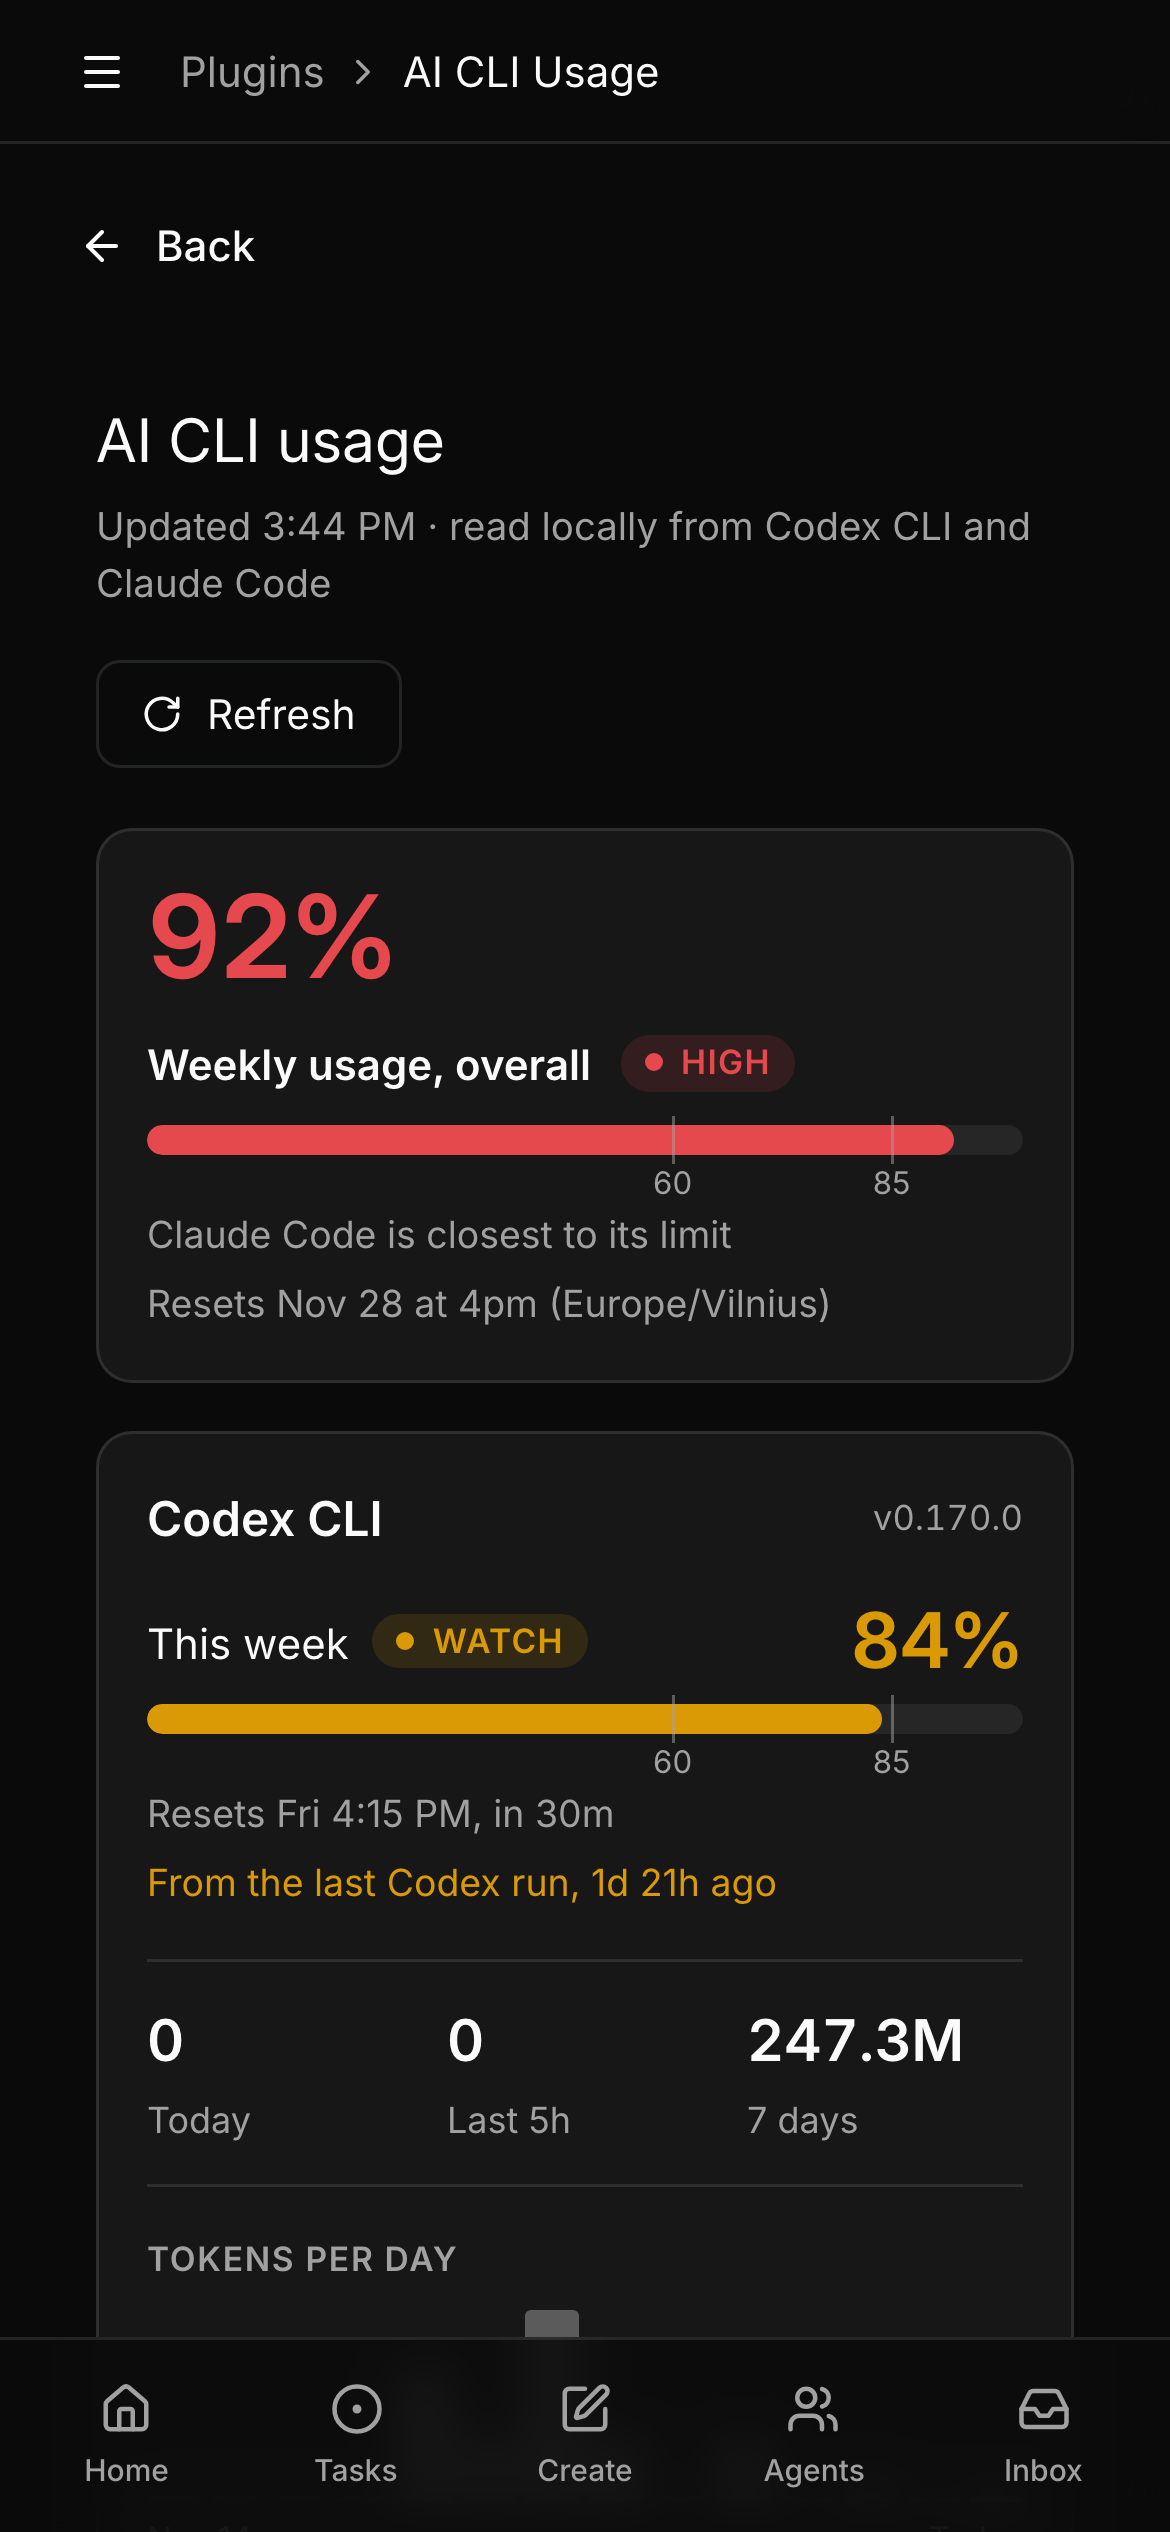 Plugins > AI CLI Usage
Back
AI CLI usage
Updated 3:44 PM · read locally from Codex CLI and
Claude Code
Refresh
92%
Weekly usage, overall HIGH
60 85
Claude Code is closest to its limit
Resets Nov 28 at 4pm (Europe/Vilnius)
Codex CLI v0.170.0
This week WATCH 84%
60 85
Resets Fri 4:15 PM, in 30m
From the last Codex run, 1d 21h ago
0 0 247.3M
Today Last 5h 7 days
TOKENS PER DAY
Home Tasks Create Agents Inbox